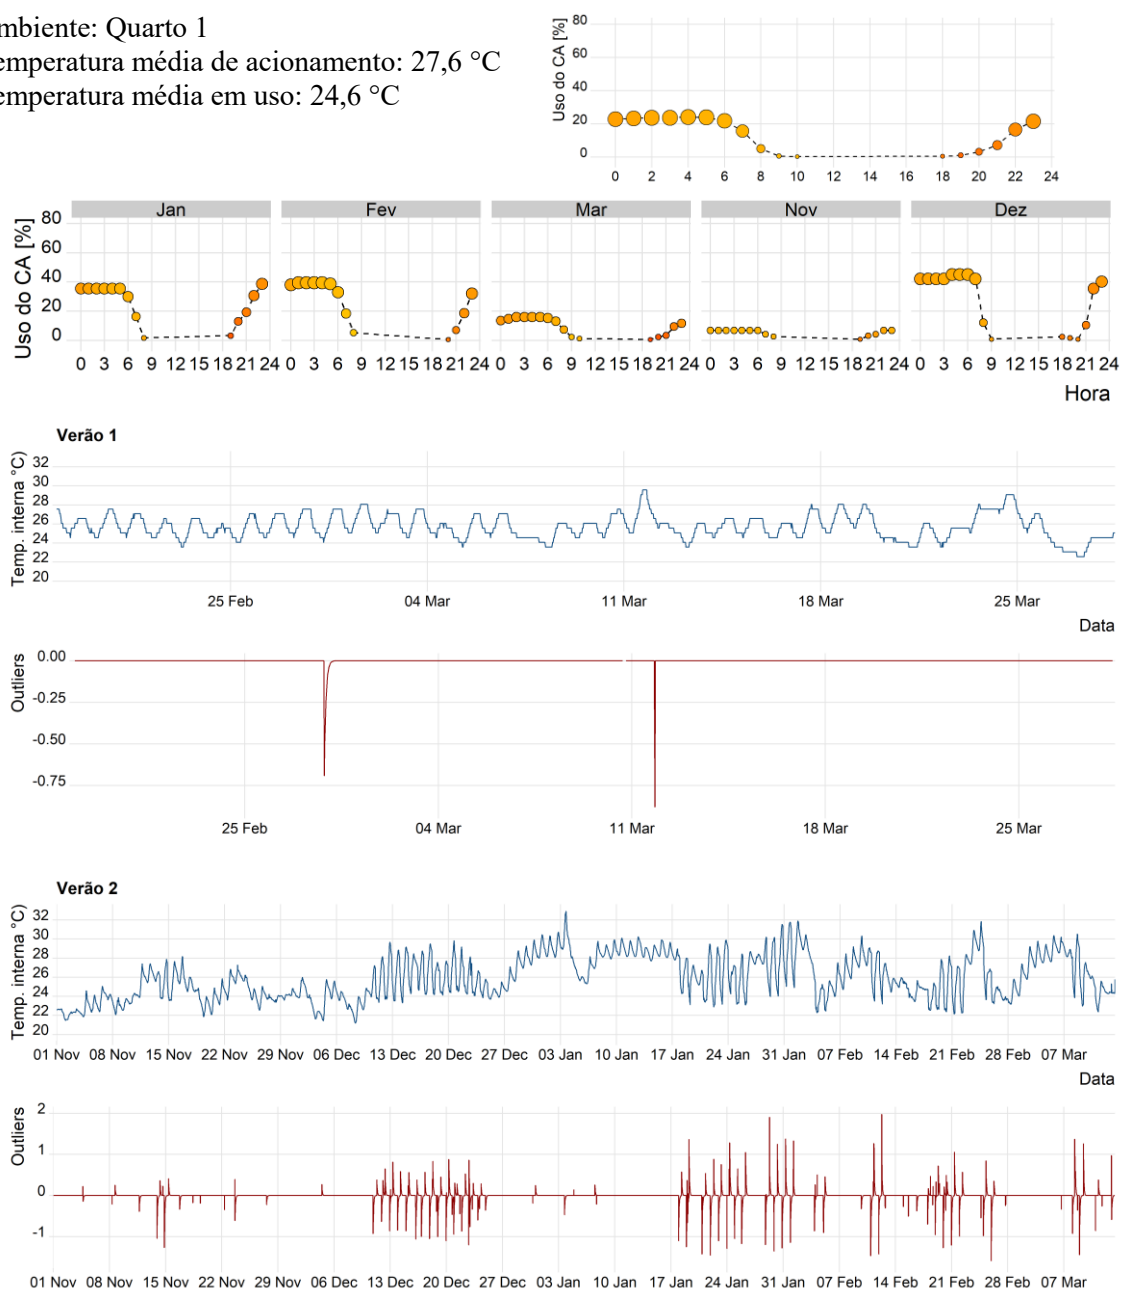 mbiente: Quarto 1
emperatura média de acionamento: 27,6 °C
emperatura média em uso: 24,6 °C
Uso do CA [%]
80
60
40
20
0
0 2 4 6 8 10 12 14 16 18 20 22 24
Jan Fev Mar Nov Dez
Uso do CA [%]
80
60
40
20
0
0 3 6 9 12 15 18 21 24 0 3 6 9 12 15 18 21 24 0 3 6 9 12 15 18 21 24 0 3 6 9 12 15 18 21 24 0 3 6 9 12 15 18 21 24
Hora
Verão 1
Temp. interna °C)
32
30
28
26
24
22
20
25 Feb 04 Mar 11 Mar 18 Mar 25 Mar
Data
Outliers
0.00
-0.25
-0.50
-0.75
25 Feb 04 Mar 11 Mar 18 Mar 25 Mar
Verão 2
Temp. interna °C)
32
30
28
26
24
22
20
01 Nov 08 Nov 15 Nov 22 Nov 29 Nov 06 Dec 13 Dec 20 Dec 27 Dec 03 Jan 10 Jan 17 Jan 24 Jan 31 Jan 07 Feb 14 Feb 21 Feb 28 Feb 07 Mar
Data
Outliers
2
1
0
-1
01 Nov 08 Nov 15 Nov 22 Nov 29 Nov 06 Dec 13 Dec 20 Dec 27 Dec 03 Jan 10 Jan 17 Jan 24 Jan 31 Jan 07 Feb 14 Feb 21 Feb 28 Feb 07 Mar